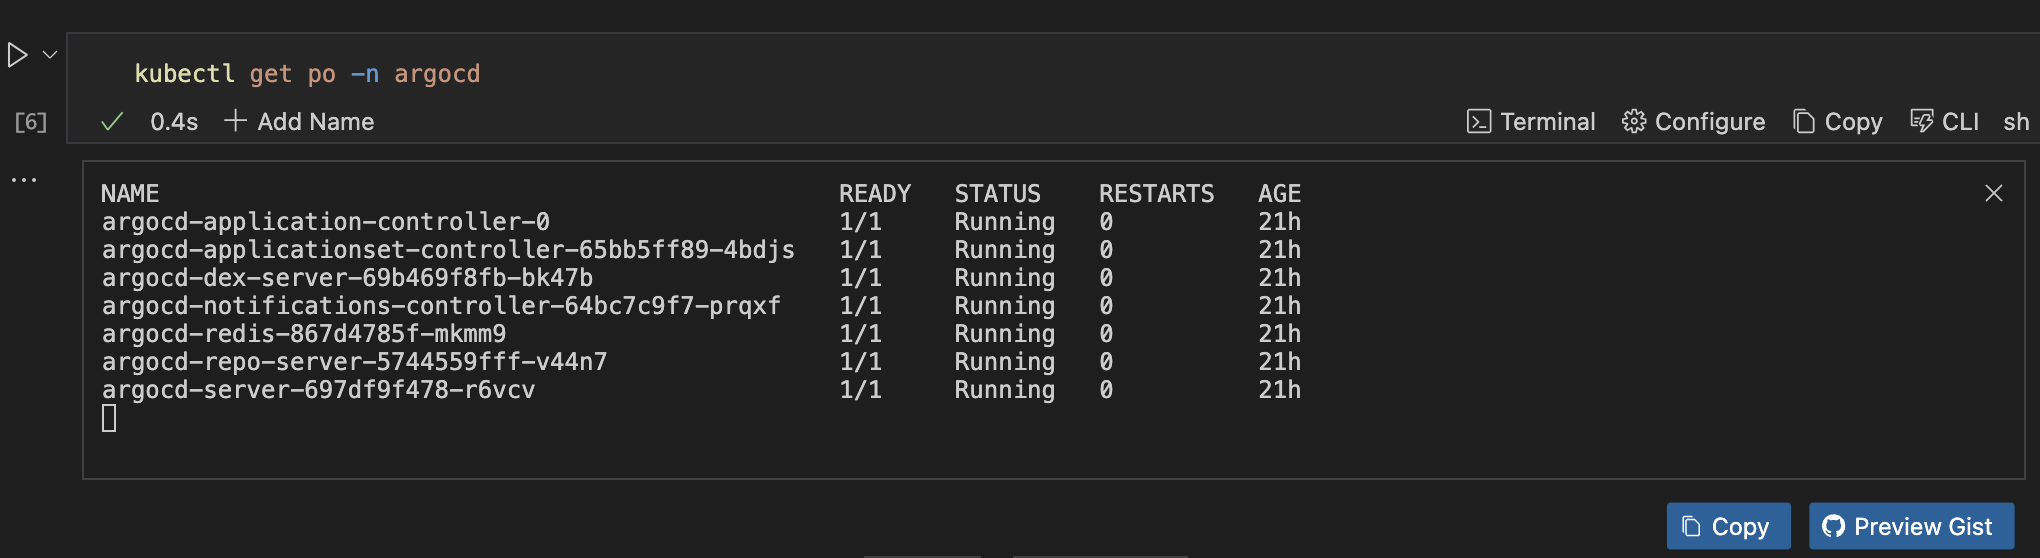 kubectl get po -n argocd
[6] 0.4s Add Name Terminal Configure Copy CLI sh
...
NAME READY STATUS RESTARTS AGE
argocd-application-controller-0 1/1 Running 0 21h
argocd-applicationset-controller-65bb5ff89-4bdjs 1/1 Running 0 21h
argocd-dex-server-69b469f8fb-bk47b 1/1 Running 0 21h
argocd-notifications-controller-64bc7c9f7-prqxf 1/1 Running 0 21h
argocd-redis-867d4785f-mkmm9 1/1 Running 0 21h
argocd-repo-server-5744559fff-v44n7 1/1 Running 0 21h
argocd-server-697df9f478-r6vcv 1/1 Running 0 21h
Copy Preview Gist